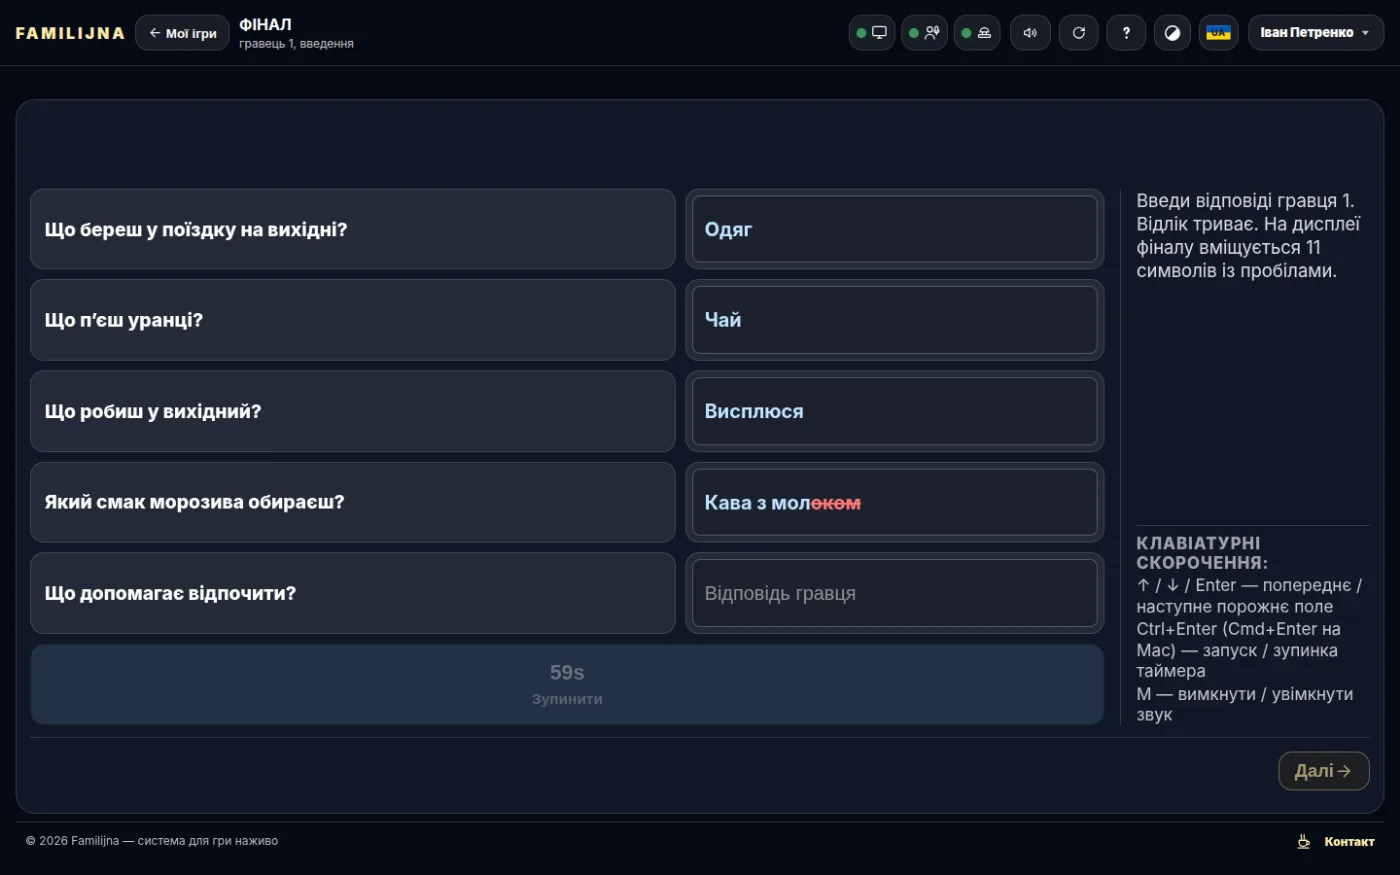 FAMILIJNA
← Мої ігри
ФІНАЛ
гравець 1, введення
?
UA
Іван Петренко
Що береш у поїздку на вихідні?
Одяг
Що п’єш уранці?
Чай
Що робиш у вихідний?
Висплюся
Який смак морозива обираєш?
Кава з молоком
Що допомагає відпочити?
Відповідь гравця
59s
Зупинити
Введи відповіді гравця 1.
Відлік триває. На дисплеї
фіналу вміщується 11
символів із пробілами.
КЛАВІАТУРНІ
СКОРОЧЕННЯ:
↑ / ↓ / Enter — попереднє /
наступне порожнє поле
Ctrl+Enter (Cmd+Enter на
Mac) — запуск / зупинка
таймера
M — вимкнути / увімкнути
звук
Далі →
© 2026 Familijna — система для гри наживо
Контакт